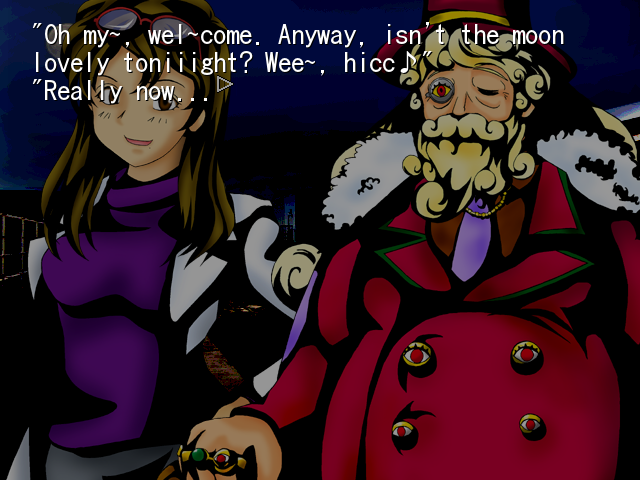 "Oh my~, wel~come. Anyway, isn't the moon
lovely toniiight? Wee~, hicc♪"
"Really now...